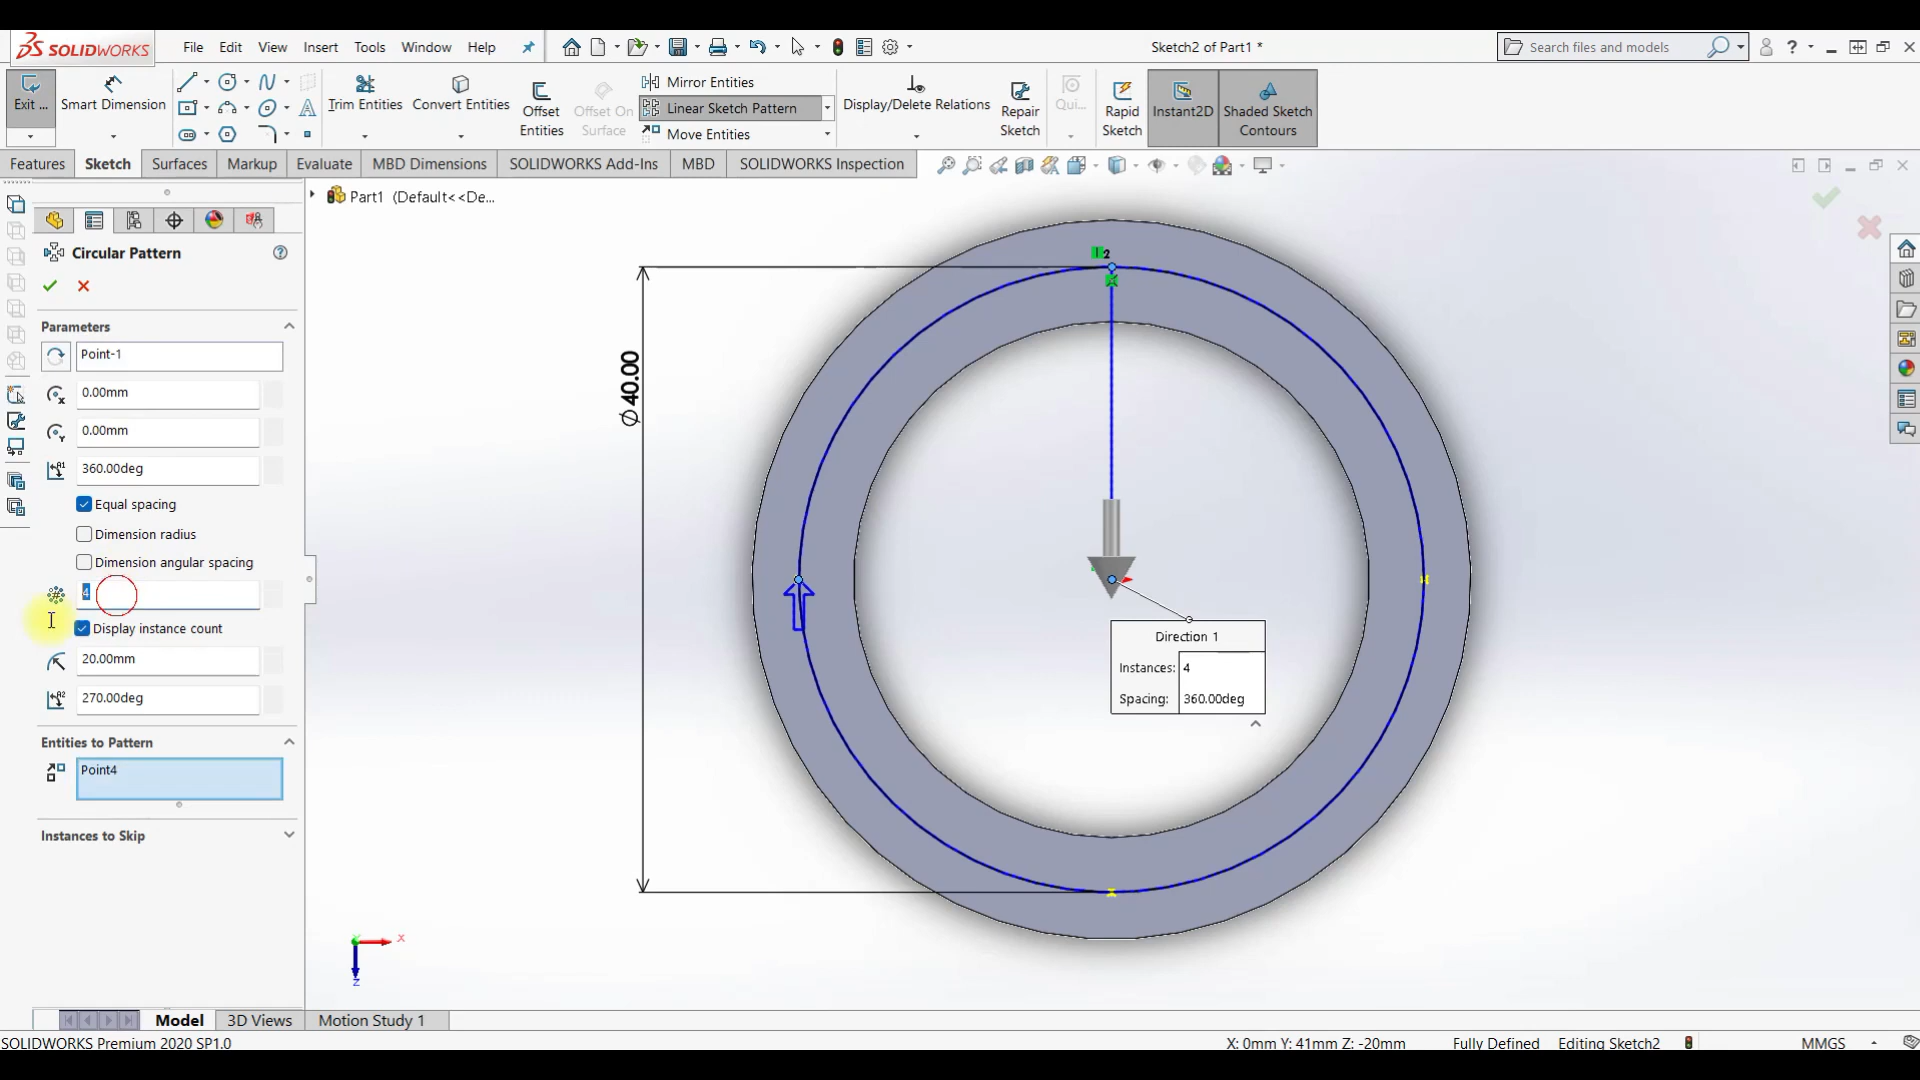 SOLIDWORKS
File Edit View Insert Tools Window Help
Sketch2 of Part1 *
Search files and models
Exit ...
Smart Dimension
Trim Entities
Convert Entities
Offset Entities
Offset On Surface
Mirror Entities
Linear Sketch Pattern
Move Entities
Display/Delete Relations
Repair Sketch
Qui...
Rapid Sketch
Instant2D
Shaded Sketch Contours
Features Sketch Surfaces Markup Evaluate MBD Dimensions SOLIDWORKS Add-Ins MBD SOLIDWORKS Inspection
Part1 (Default<<De...
Circular Pattern
Parameters
Point-1
0.00mm
0.00mm
360.00deg
Equal spacing
Dimension radius
Dimension angular spacing
4
Display instance count
20.00mm
270.00deg
Entities to Pattern
Point4
Instances to Skip
Ø40.00
2
Direction 1
Instances: 4
Spacing: 360.00deg
Y
X
Z
Model 3D Views Motion Study 1
SOLIDWORKS Premium 2020 SP1.0
X: 0mm Y: 41mm Z: -20mm
Fully Defined
Editing Sketch2
MMGS